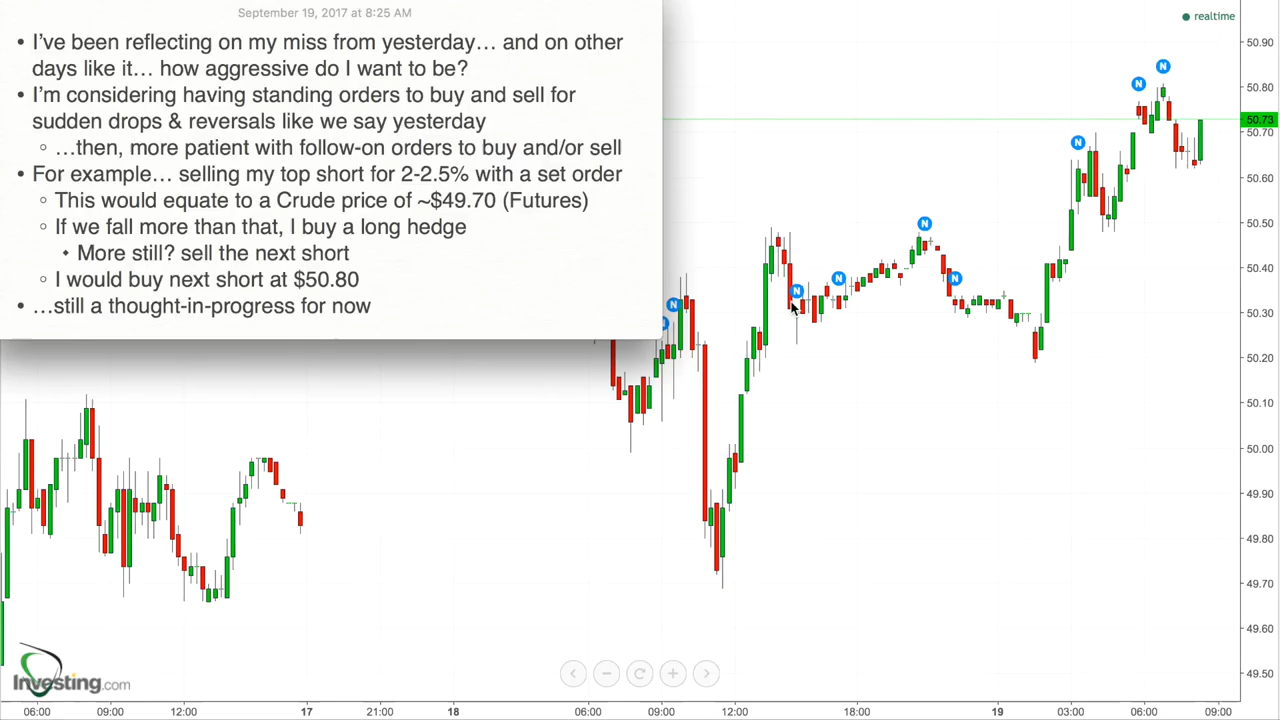 September 19, 2017 at 8:25 AM
• I’ve been reflecting on my miss from yesterday… and on other
days like it… how aggressive do I want to be?
• I’m considering having standing orders to buy and sell for
sudden drops & reversals like we say yesterday
◦ …then, more patient with follow-on orders to buy and/or sell
• For example… selling my top short for 2-2.5% with a set order
◦ This would equate to a Crude price of ~$49.70 (Futures)
◦ If we fall more than that, I buy a long hedge
⬥ More still? sell the next short
◦ I would buy next short at $50.80
• …still a thought-in-progress for now
realtime
50.90
50.80
50.73
50.70
50.60
50.50
50.40
50.30
50.20
50.10
50.00
49.90
49.80
49.70
49.60
49.50
N
N
N
N
N
N
N
N
Investing.com
06:00 09:00 12:00 17 21:00 18 06:00 09:00 12:00 18:00 19 03:00 06:00 09:00